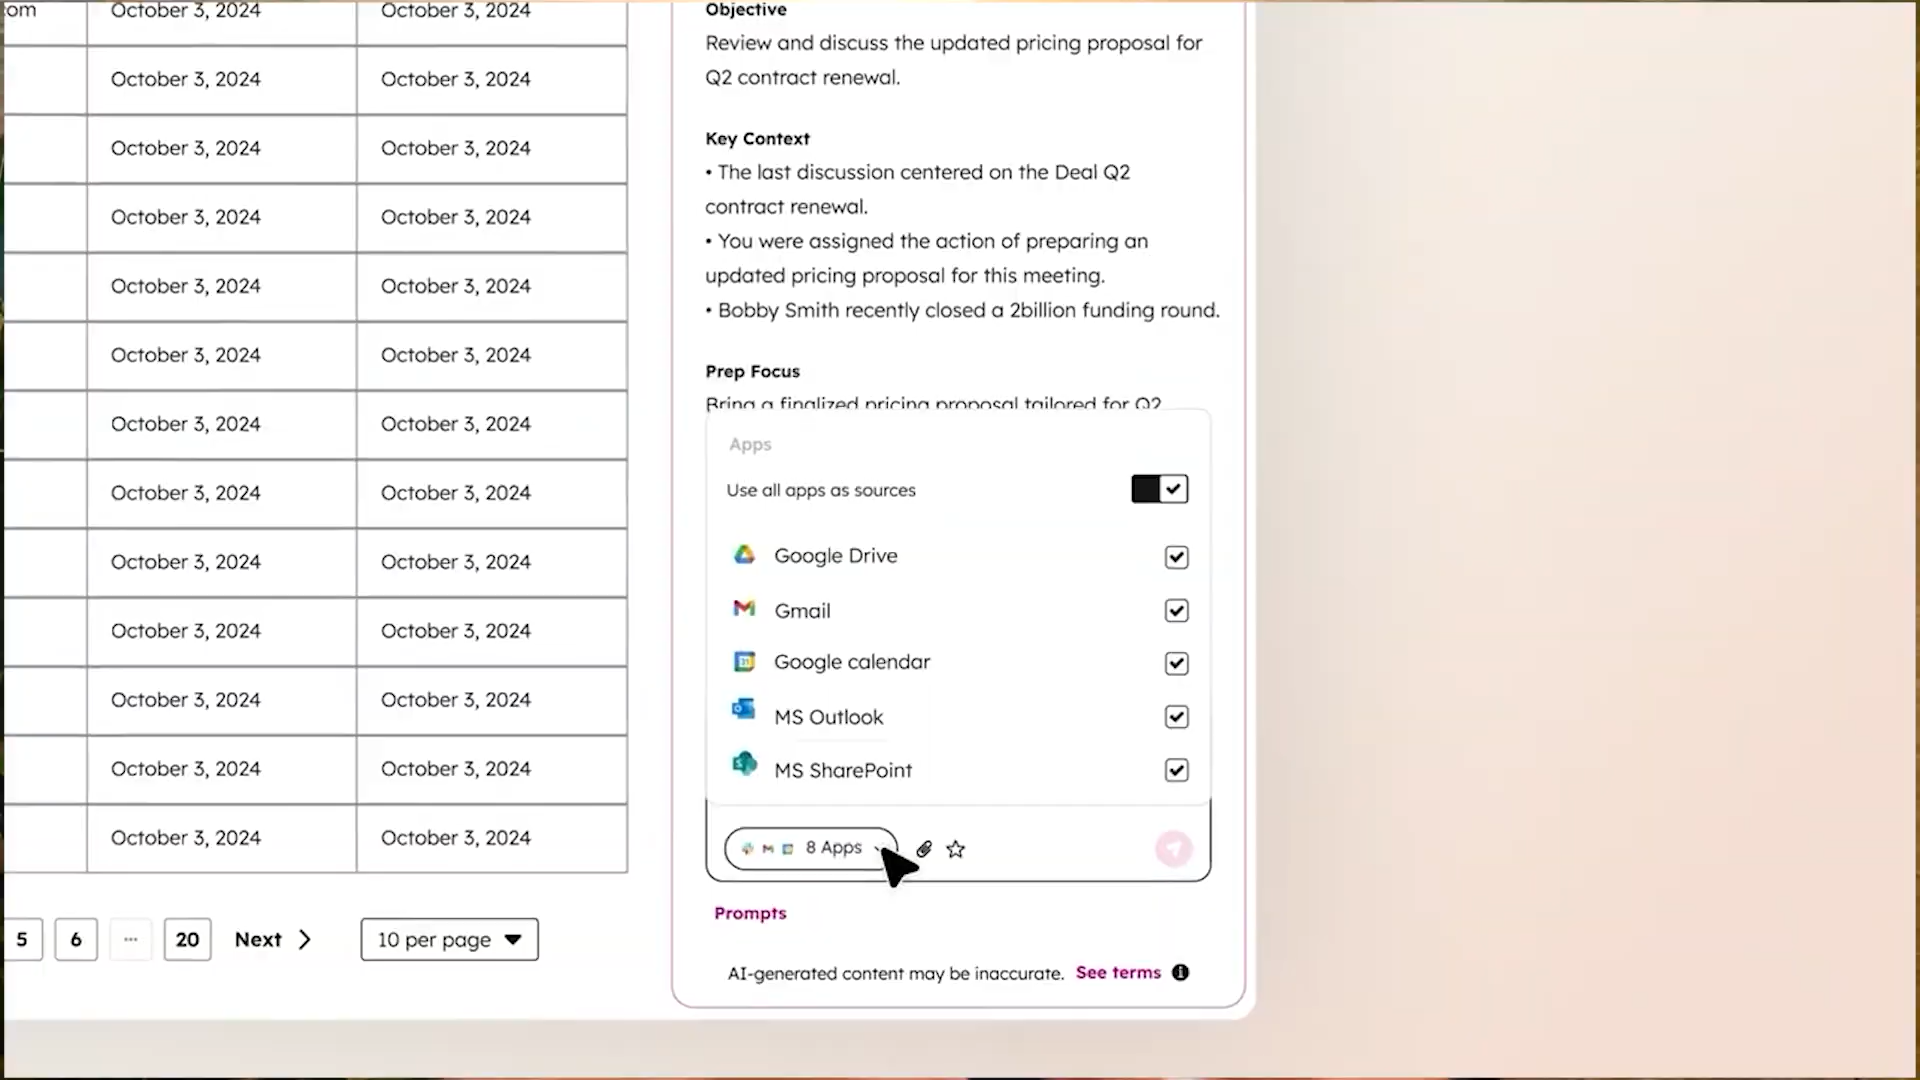 om
October 3, 2024 October 3, 2024
October 3, 2024 October 3, 2024
October 3, 2024 October 3, 2024
October 3, 2024 October 3, 2024
October 3, 2024 October 3, 2024
October 3, 2024 October 3, 2024
October 3, 2024 October 3, 2024
October 3, 2024 October 3, 2024
October 3, 2024 October 3, 2024
October 3, 2024 October 3, 2024
October 3, 2024 October 3, 2024
October 3, 2024 October 3, 2024
October 3, 2024 October 3, 2024
5 6 ... 20 Next 10 per page
Objective
Review and discuss the updated pricing proposal for
Q2 contract renewal.
Key Context
• The last discussion centered on the Deal Q2
contract renewal.
• You were assigned the action of preparing an
updated pricing proposal for this meeting.
• Bobby Smith recently closed a 2billion funding round.
Prep Focus
Bring a finalized pricing proposal tailored for Q2
Apps
Use all apps as sources
Google Drive
Gmail
31
Google calendar
MS Outlook
MS SharePoint
8 Apps
Prompts
AI-generated content may be inaccurate. See terms